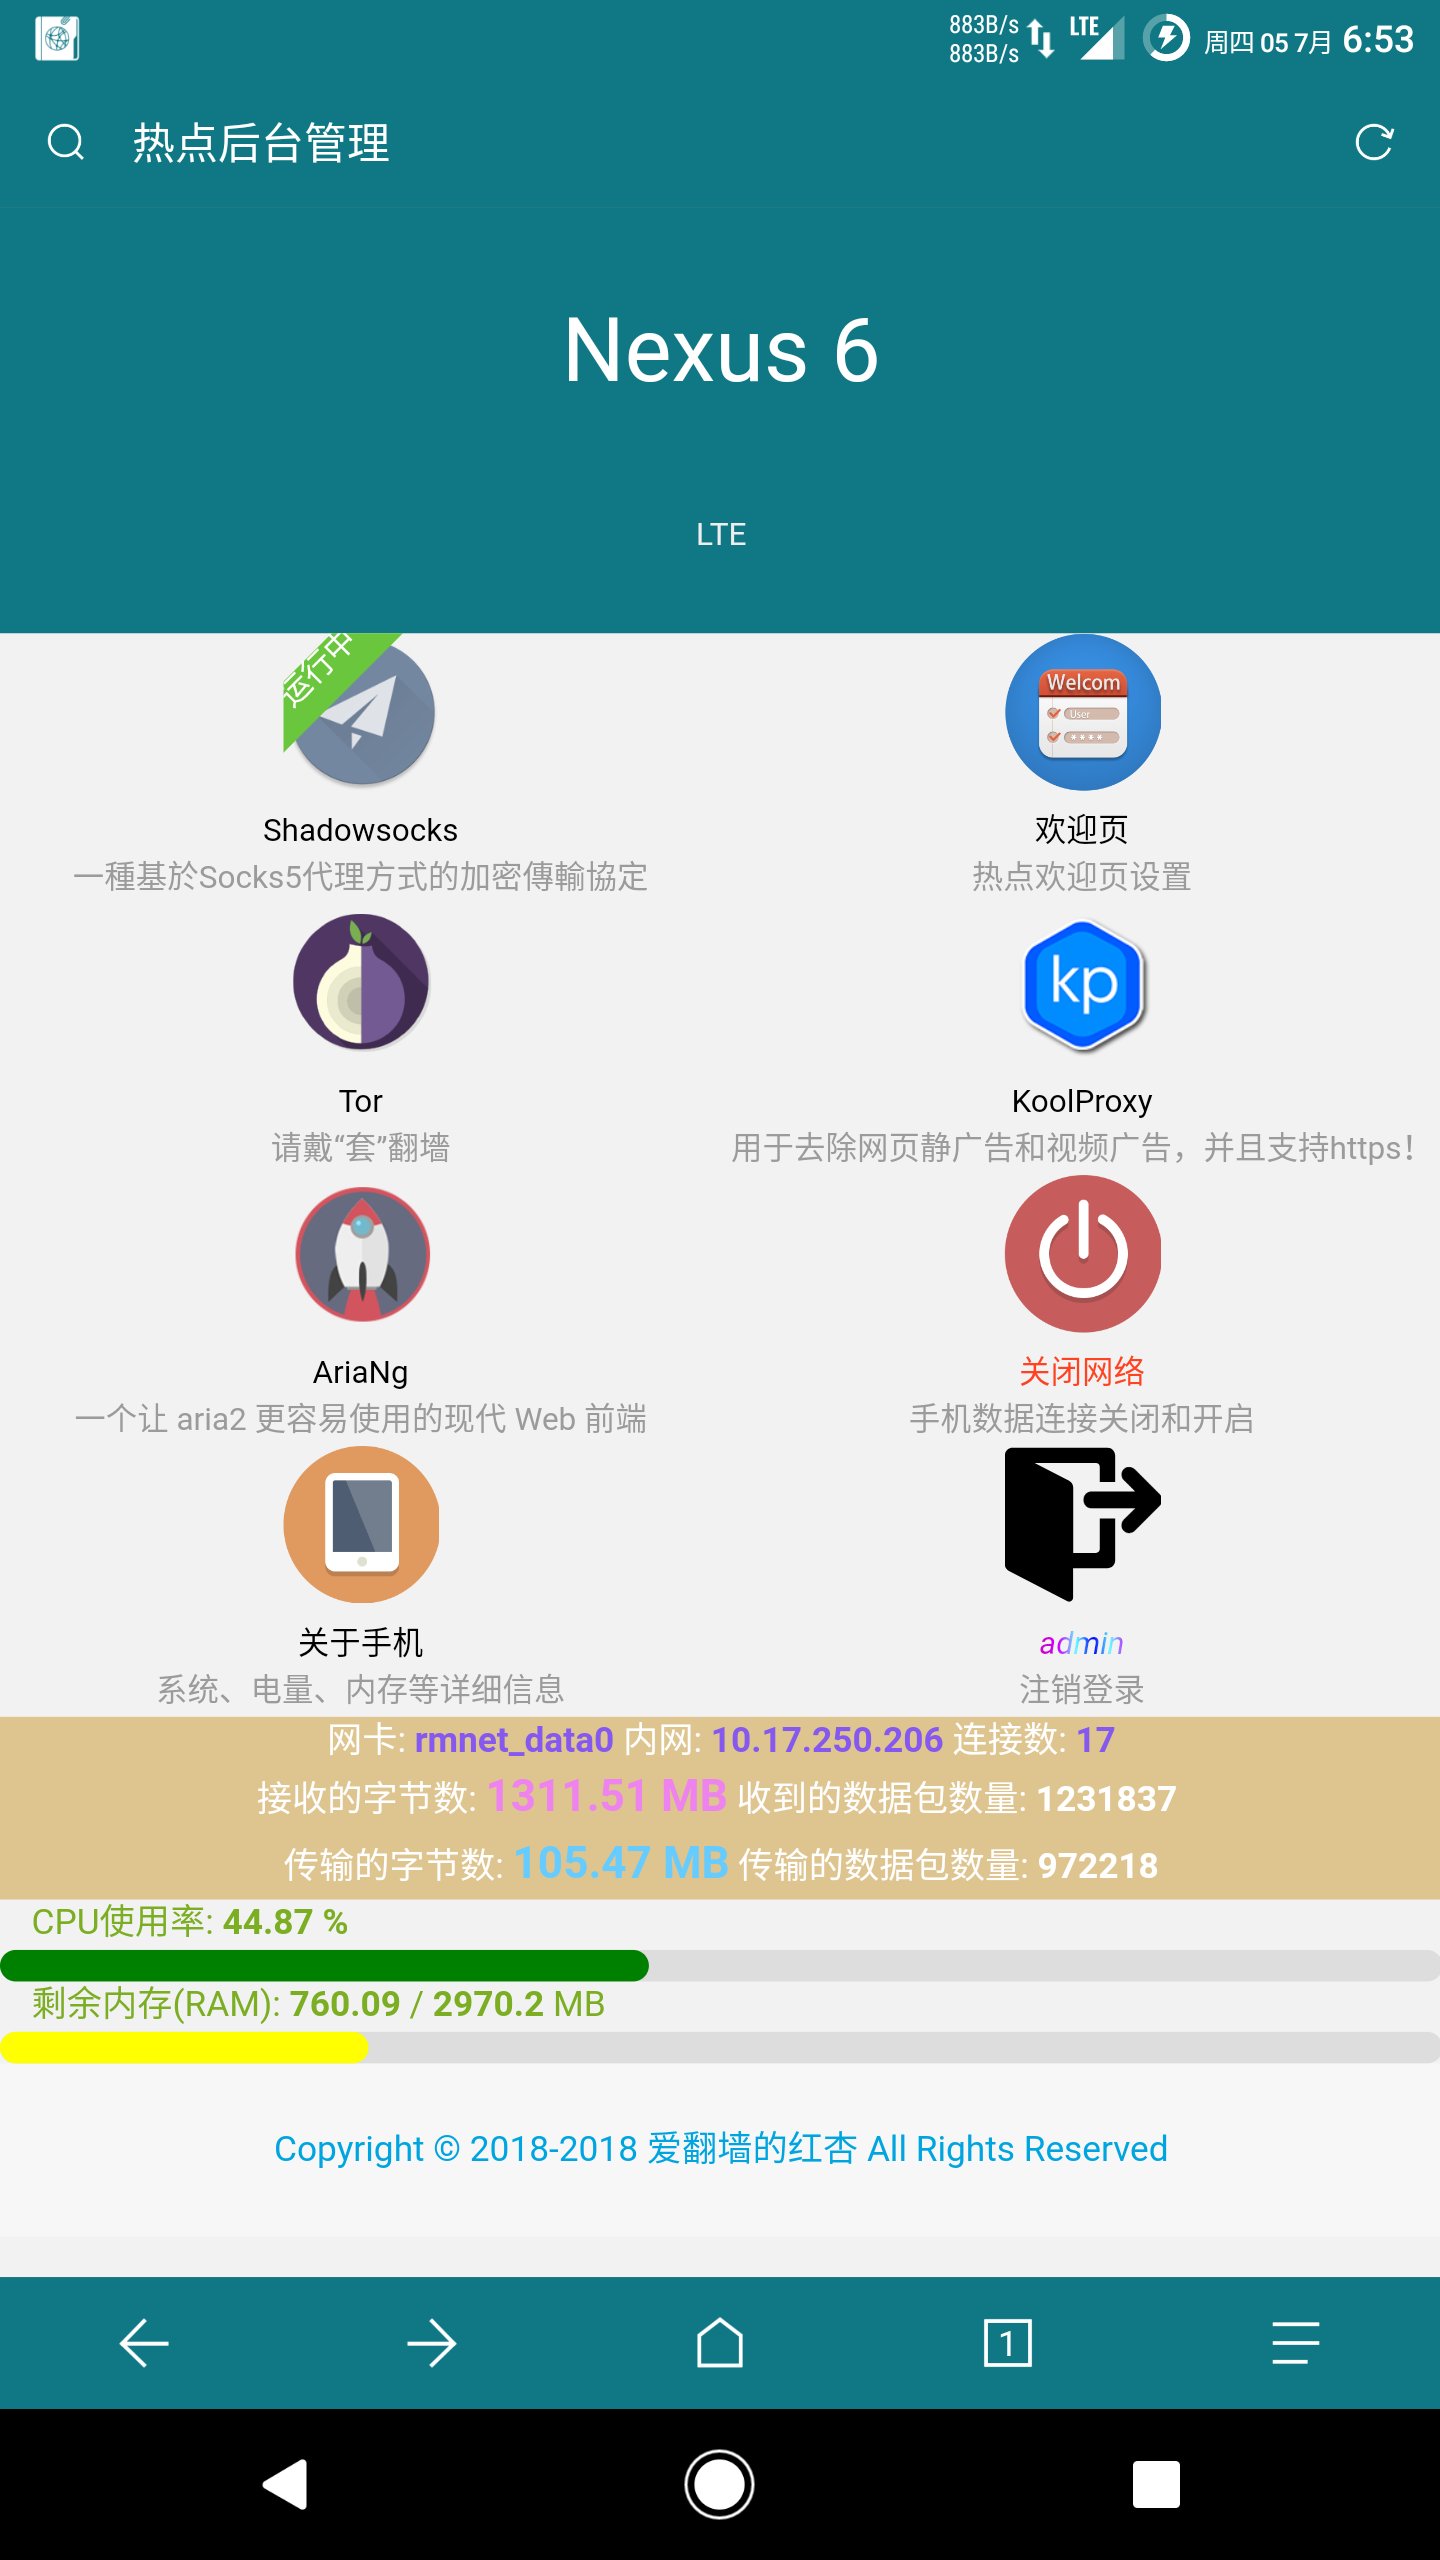 883B/s
883B/s
LTE
周四 05 7月 6:53
热点后台管理
Nexus 6
LTE
运行中
Welcom
User
****
Shadowsocks
欢迎页
一種基於Socks5代理方式的加密傳輸協定
热点欢迎页设置
kp
Tor
KoolProxy
请戴“套”翻墙
用于去除网页静广告和视频广告，并且支持https！
AriaNg
关闭网络
一个让 aria2 更容易使用的现代 Web 前端
手机数据连接关闭和开启
关于手机
admin
系统、电量、内存等详细信息
注销登录
网卡: rmnet_data0 内网: 10.17.250.206 连接数: 17
接收的字节数: 1311.51 MB 收到的数据包数量: 1231837
传输的字节数: 105.47 MB 传输的数据包数量: 972218
CPU使用率: 44.87 %
剩余内存(RAM): 760.09 / 2970.2 MB
Copyright © 2018-2018 爱翻墙的红杏 All Rights Reserved
1